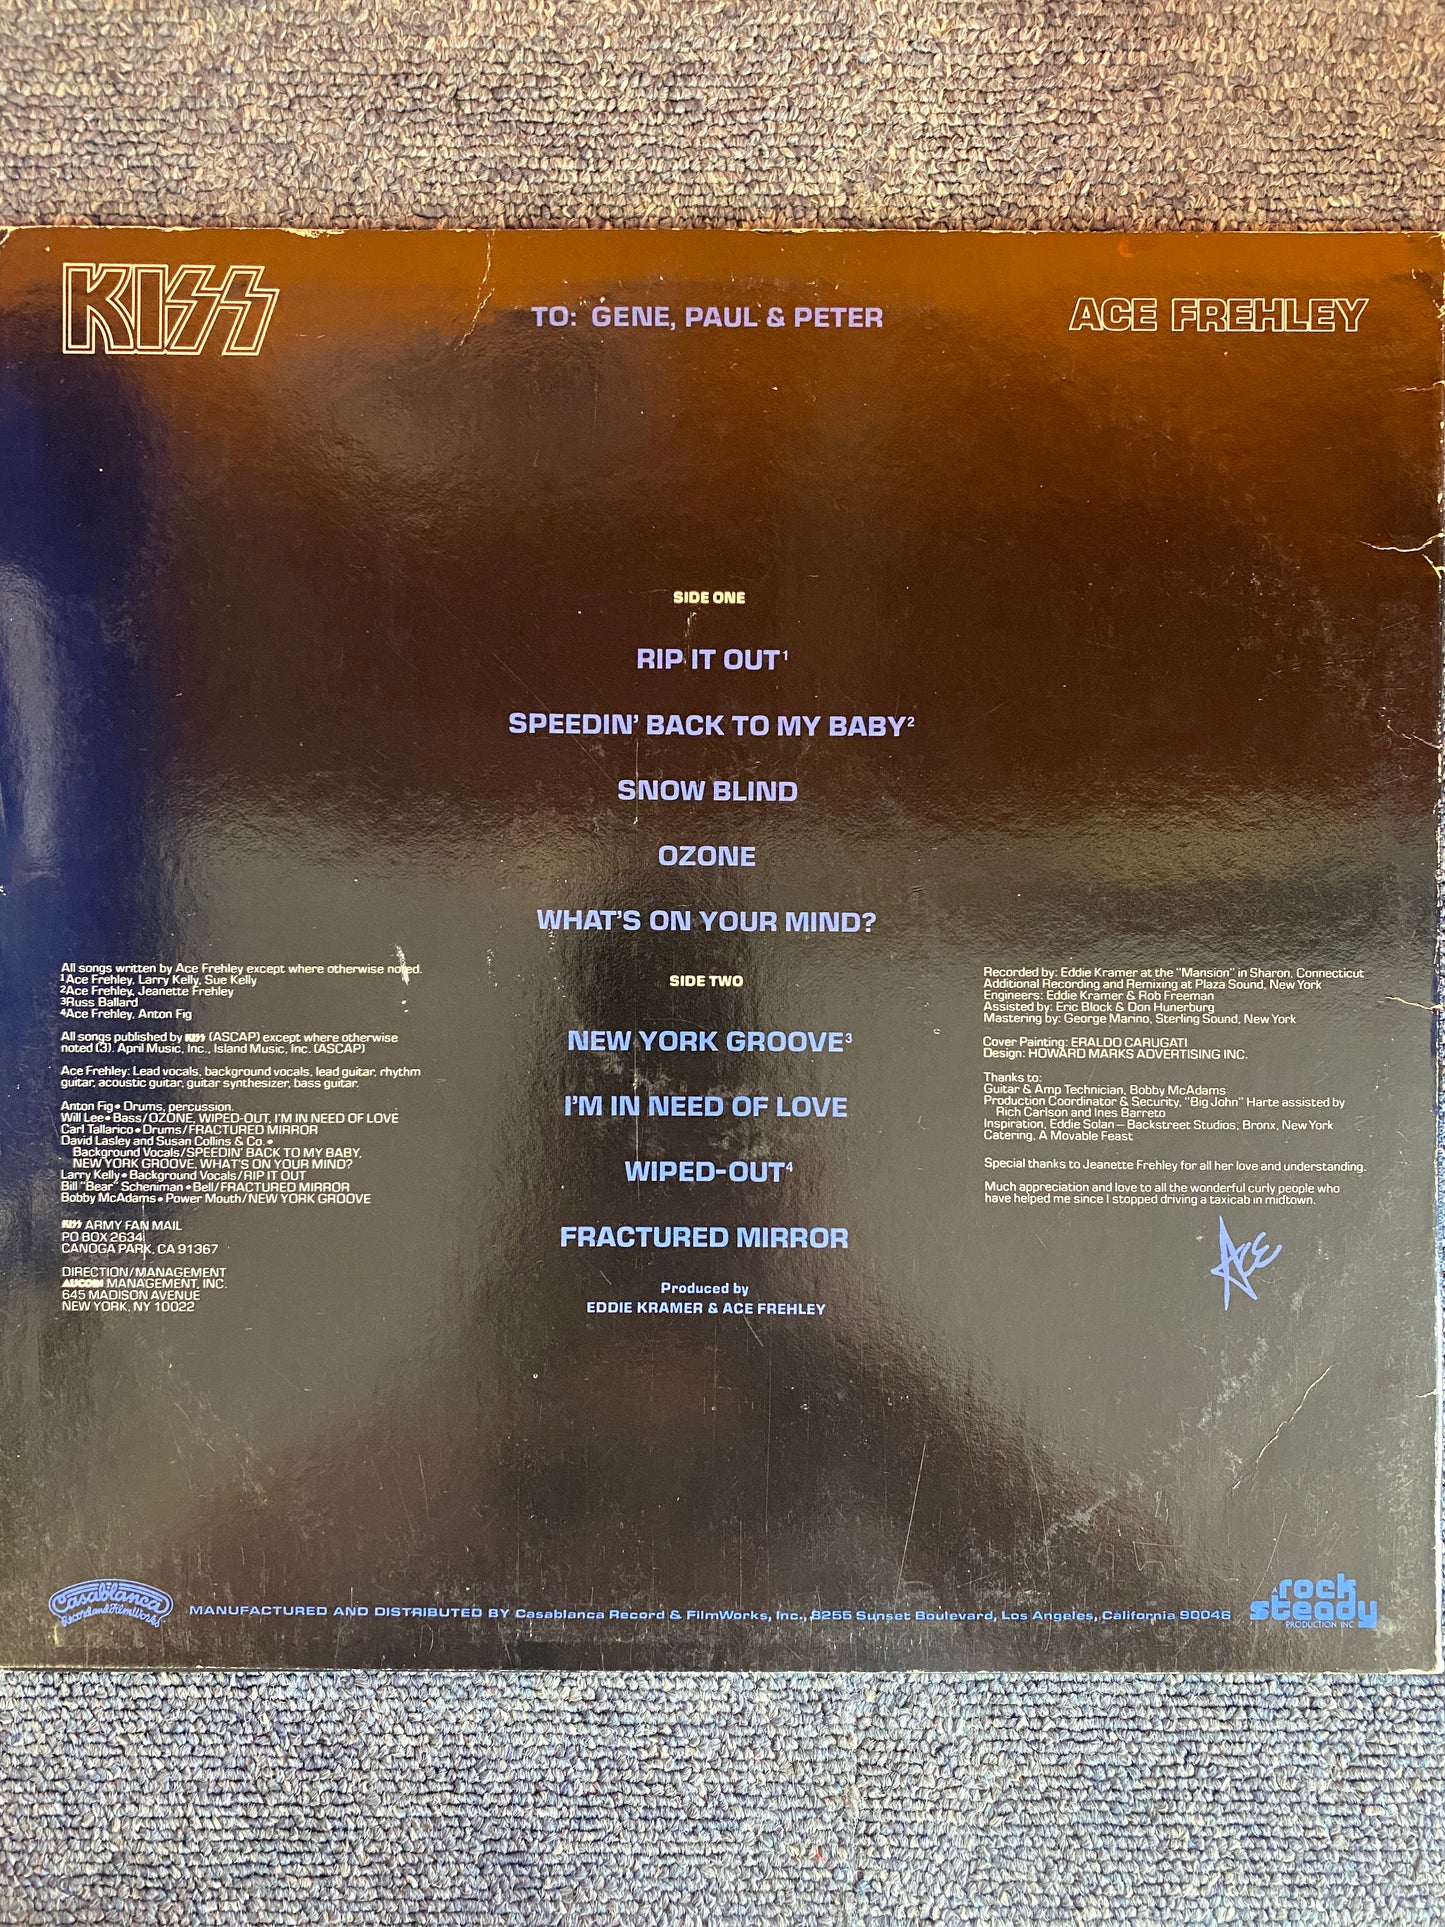 KISS
TO: GENE, PAUL & PETER
ACE FREHLEY
SIDE ONE
RIP IT OUT¹
SPEEDIN' BACK TO MY BABY²
SNOW BLIND
OZONE
WHAT'S ON YOUR MIND?
SIDE TWO
NEW YORK GROOVE³
I'M IN NEED OF LOVE
WIPED-OUT⁴
FRACTURED MIRROR
Produced by
EDDIE KRAMER & ACE FREHLEY
All songs written by Ace Frehley except where otherwise noted.
¹Ace Frehley, Larry Kelly, Sue Kelly
²Ace Frehley, Jeanette Frehley
³Russ Ballard
⁴Ace Frehley, Anton Fig
All songs published by KISS (ASCAP) except where otherwise
noted (3). April Music, Inc., Island Music, Inc. (ASCAP)
Ace Frehley: Lead vocals, background vocals, lead guitar, rhythm
guitar, acoustic guitar, guitar synthesizer, bass guitar.
Anton Fig • Drums, percussion.
Will Lee • Bass/OZONE, WIPED-OUT, I'M IN NEED OF LOVE
Carl Tallarico • Drums/FRACTURED MIRROR
David Lasley and Susan Collins & Co. •
Background Vocals/SPEEDIN' BACK TO MY BABY,
NEW YORK GROOVE, WHAT'S ON YOUR MIND?
Larry Kelly • Background Vocals/RIP IT OUT
Bill "Bear" Scheniman • Bell/FRACTURED MIRROR
Bobby McAdams • Power Mouth/NEW YORK GROOVE
KISS ARMY FAN MAIL
PO BOX 2634
CANOGA PARK, CA 91367
DIRECTION/MANAGEMENT
AUCOIN MANAGEMENT, INC.
645 MADISON AVENUE
NEW YORK, NY 10022
Recorded by: Eddie Kramer at the "Mansion" in Sharon, Connecticut
Additional Recording and Remixing at Plaza Sound, New York
Engineers: Eddie Kramer & Rob Freeman
Assisted by: Eric Block & Don Hunerburg
Mastering by: George Marino, Sterling Sound, New York
Cover Painting: ERALDO CARUGATI
Design: HOWARD MARKS ADVERTISING INC.
Thanks to:
Guitar & Amp Technician, Bobby McAdams
Production Coordinator & Security, "Big John" Harte assisted by
Rich Carlson and Ines Barreto
Inspiration, Eddie Solan — Backstreet Studios, Bronx, New York
Catering, A Movable Feast
Special thanks to Jeanette Frehley for all her love and understanding.
Much appreciation and love to all the wonderful curly people who
have helped me since I stopped driving a taxicab in midtown.
Ace
Casablanca
Record and FilmWorks
MANUFACTURED AND DISTRIBUTED BY Casablanca Record & FilmWorks, Inc., 8255 Sunset Boulevard, Los Angeles, California 90046
A rock
steady
PRODUCTION INC